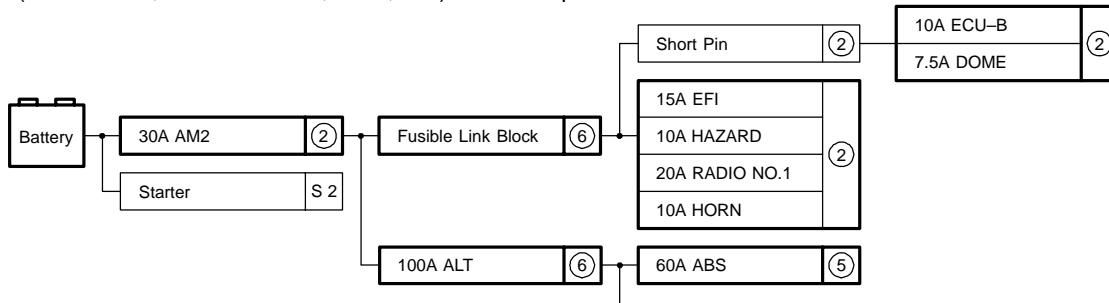 Short Pin ②
10A ECU–B ②
7.5A DOME
Battery
30A AM2 ②
Fusible Link Block ⑥
15A EFI ②
10A HAZARD
20A RADIO NO.1
10A HORN
Starter S 2
100A ALT ⑥
60A ABS ⑤